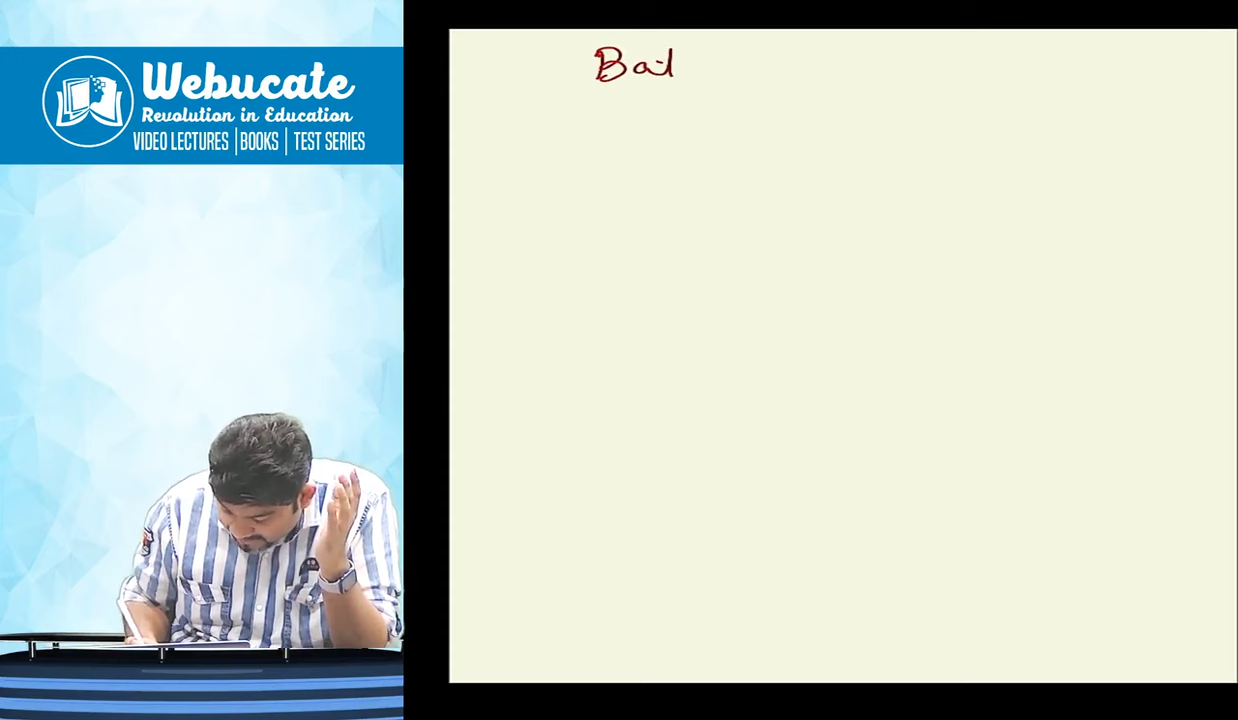 Webucate
Revolution in Education
VIDEO LECTURES | BOOKS | TEST SERIES
Bail